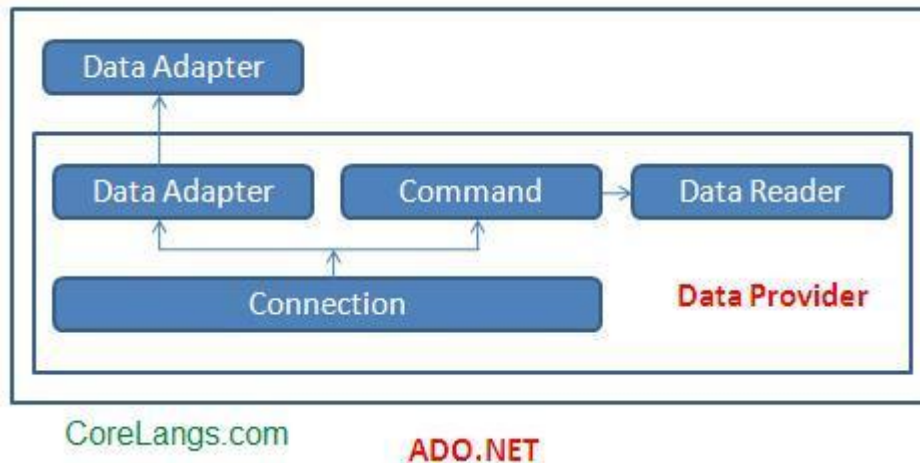 Data Adapter
Data Adapter
Command
Data Reader
Connection
Data Provider
CoreLangs.com
ADO.NET